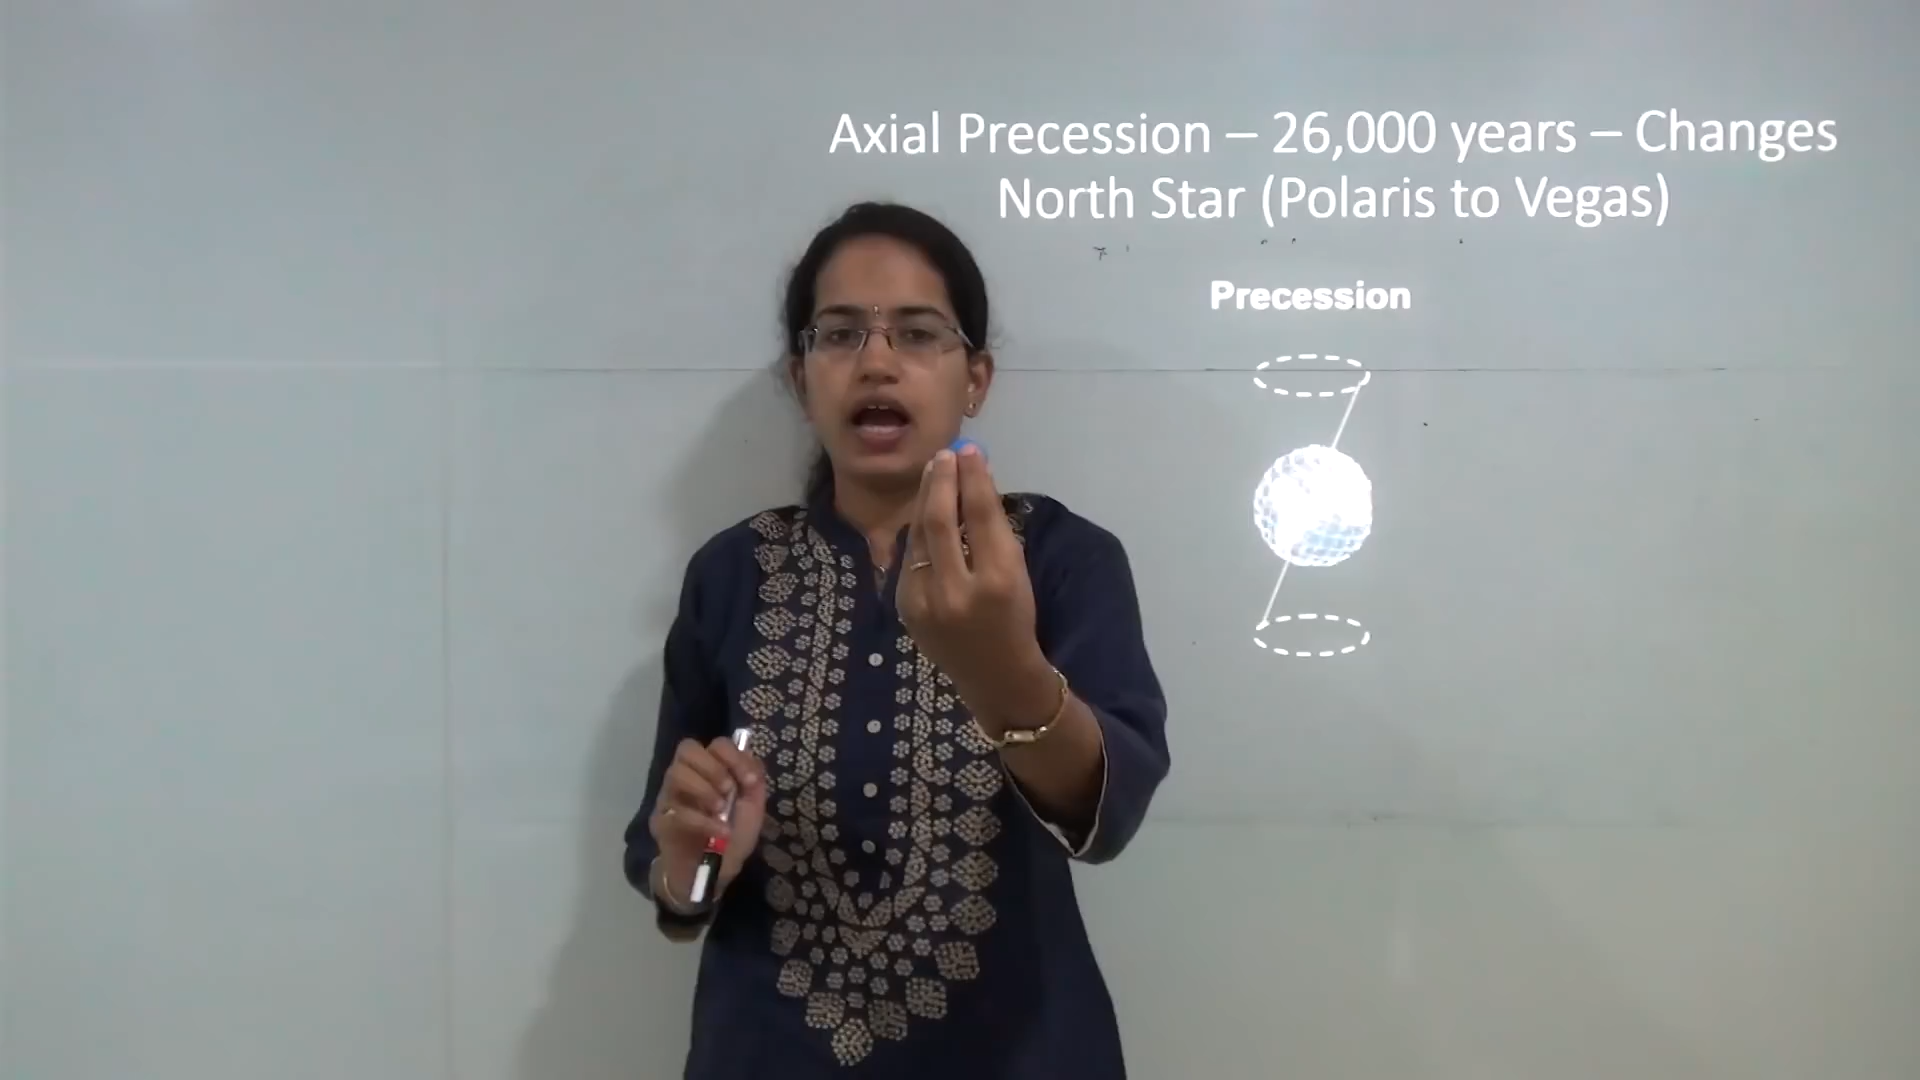 Axial Precession – 26,000 years – Changes
North Star (Polaris to Vegas)
Precession